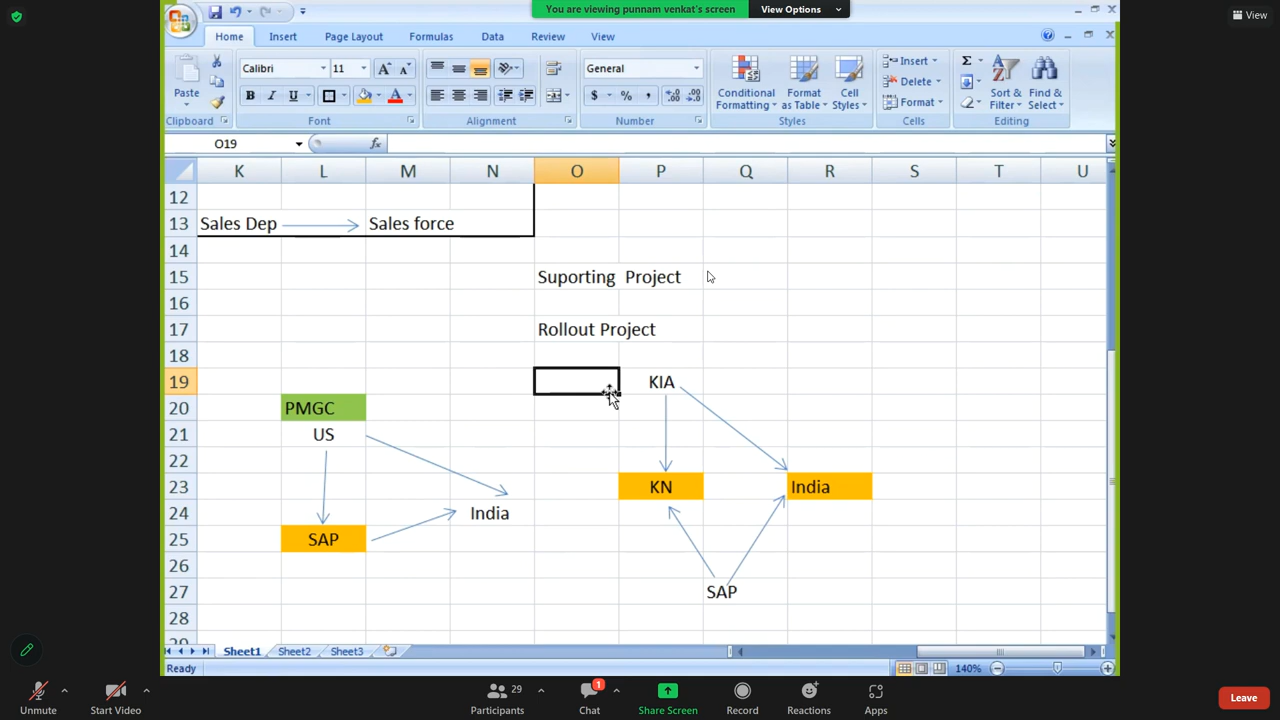 You are viewing punnam venkat's screen
View Options
View
Home Insert Page Layout Formulas Data Review View
Paste
Calibri 11
B I U
General
$ % ,
Conditional Formatting
Format as Table
Cell Styles
Insert
Delete
Format
Σ
Sort & Filter
Find & Select
Clipboard Font Alignment Number Styles Cells Editing
O19
fx
K L M N O P Q R S T U
12
13 Sales Dep Sales force
14
15 Suporting Project
16
17 Rollout Project
18
19 KIA
20 PMGC
21 US
22
23 KN India
24 India
25 SAP
26
27 SAP
28
29
Sheet1 Sheet2 Sheet3
Ready
140%
Unmute
Start Video
29
Participants
1
Chat
Share Screen
Record
Reactions
Apps
Leave